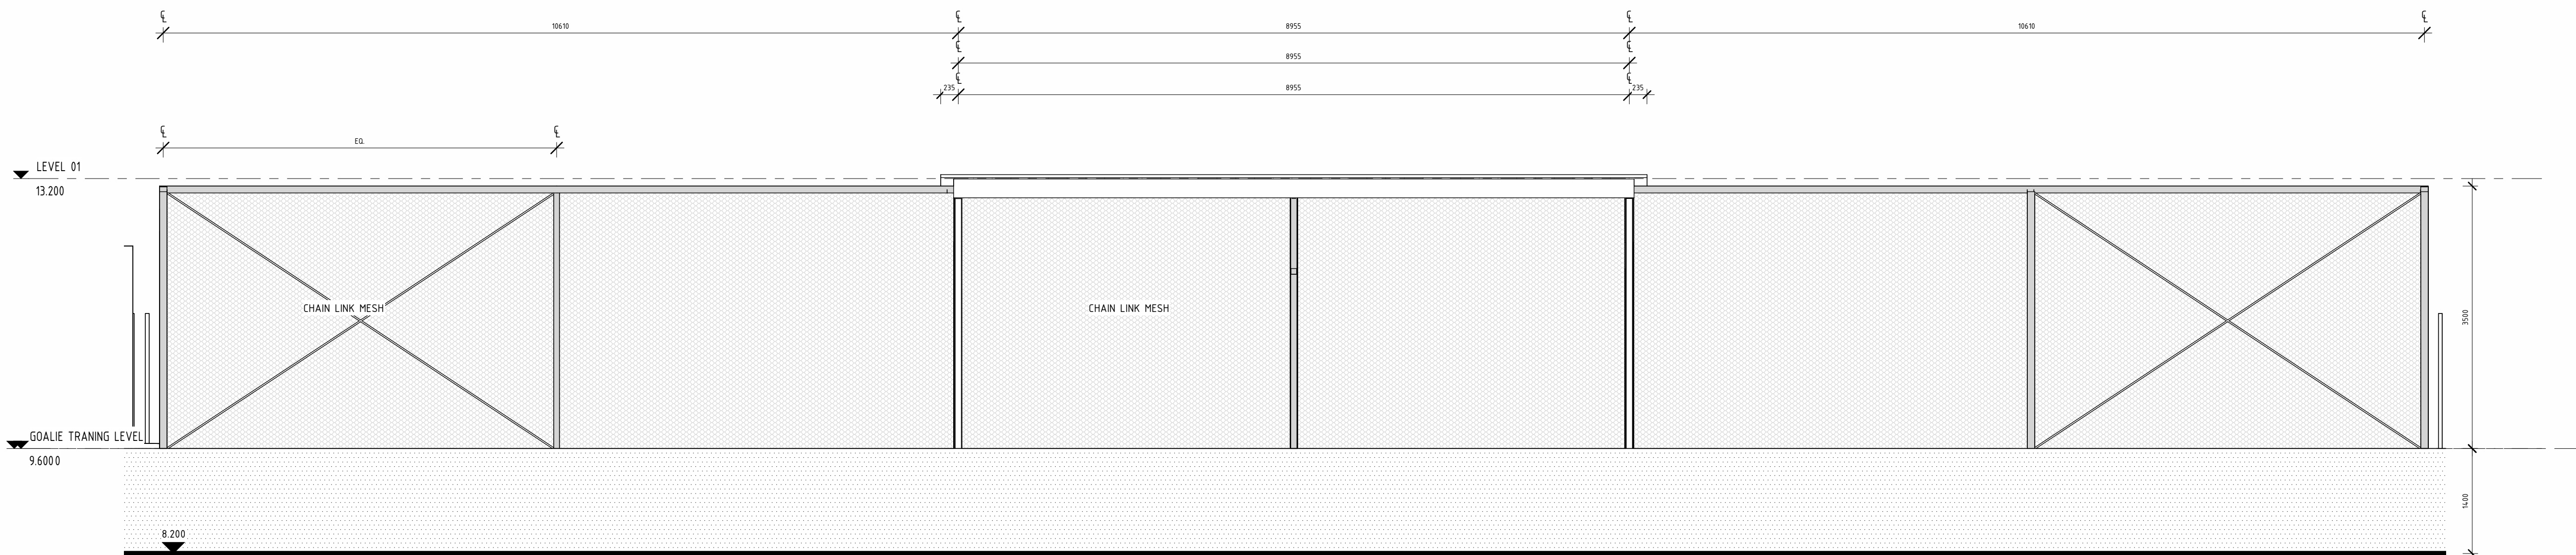 ℄ ℄ ℄ ℄
10610 8955 10610
℄ ℄
8955
℄ ℄
235 8955 235
℄ ℄
EQ.
LEVEL 01
13.200
CHAIN LINK MESH CHAIN LINK MESH
3500
GOALIE TRANING LEVEL
9.6000
1400
8.200